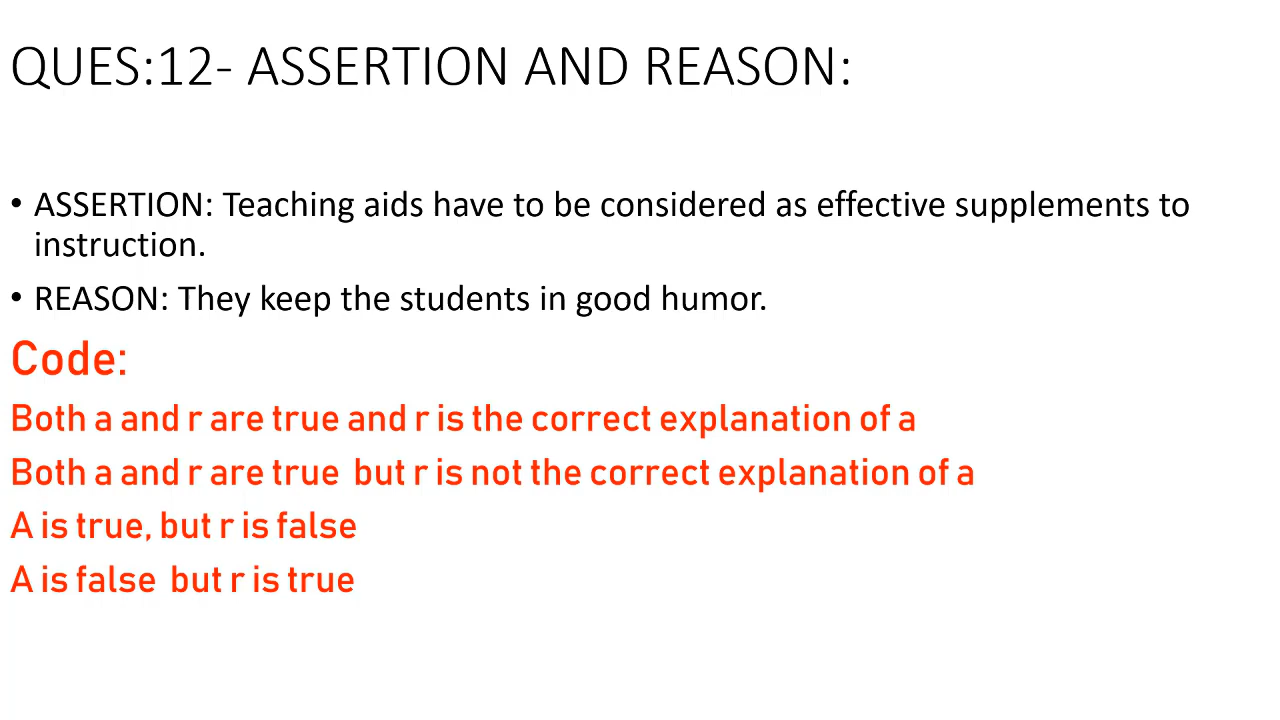 QUES:12- ASSERTION AND REASON:
• ASSERTION: Teaching aids have to be considered as effective supplements to
instruction.
• REASON: They keep the students in good humor.
Code:
Both a and r are true and r is the correct explanation of a
Both a and r are true but r is not the correct explanation of a
A is true, but r is false
A is false but r is true